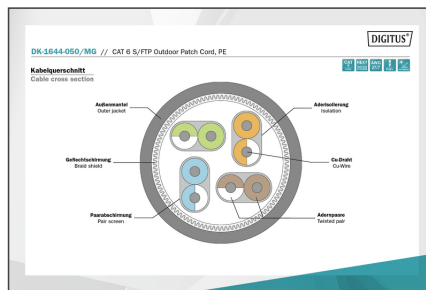 DIGITUS®
DK-1644-050/MG // CAT 6 S/FTP Outdoor Patch Cord, PE
Kabelquerschnitt
Cable cross section
Außenmantel
Outer jacket
Aderisolierung
Isolation
Geflechtschirmung
Braid shield
Cu-Draht
Cu-Wire
Paarabschirmung
Pair screen
Adernpaare
Twisted pair